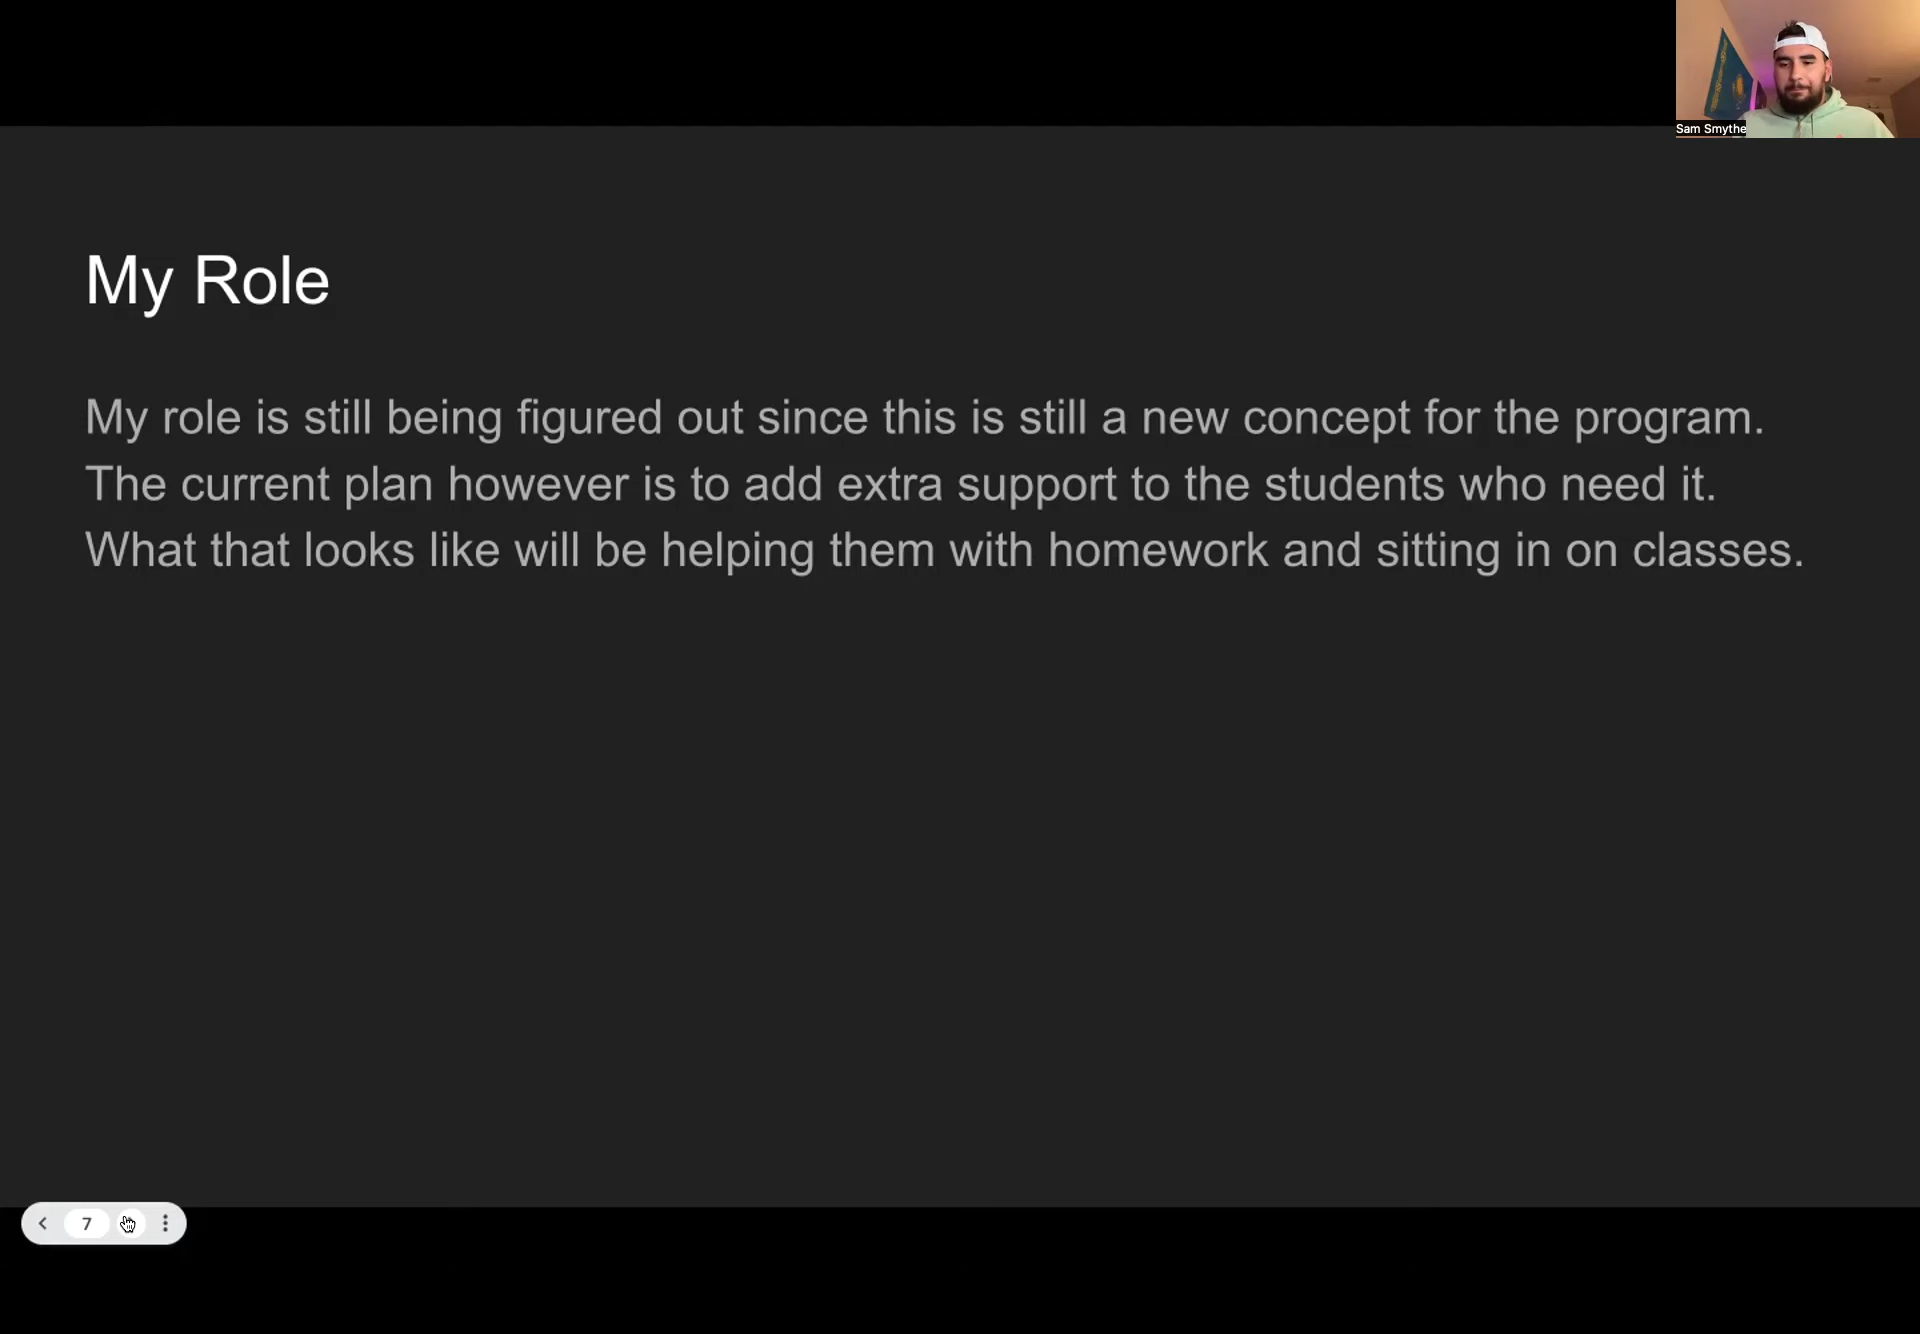 Sam Smythe
My Role
My role is still being figured out since this is still a new concept for the program.
The current plan however is to add extra support to the students who need it.
What that looks like will be helping them with homework and sitting in on classes.
7